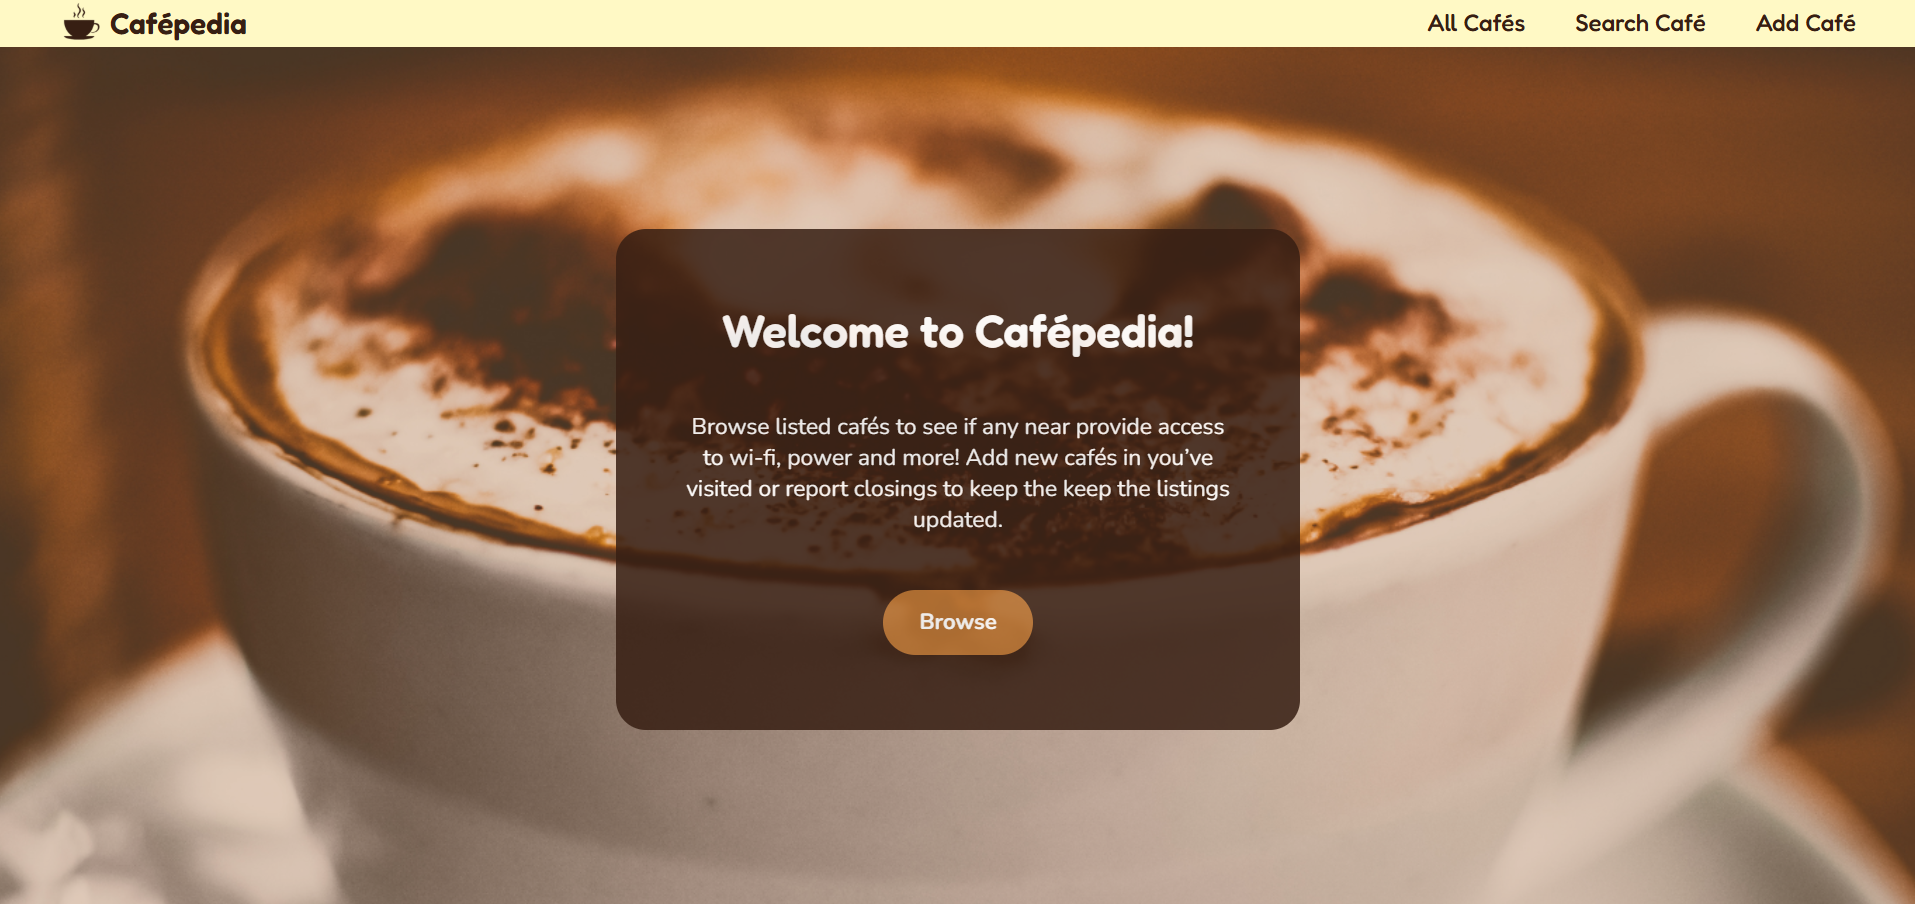 Cafépedia
All Cafés
Search Café
Add Café
Welcome to Cafépedia!
Browse listed cafés to see if any near provide access
to wi-fi, power and more! Add new cafés in you’ve
visited or report closings to keep the keep the listings
updated.
Browse